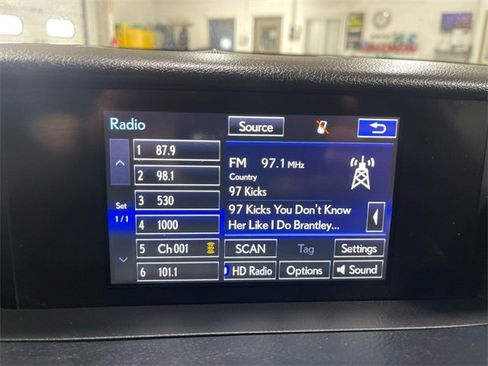 Radio
Source
1 87.9
2 98.1
3 530
Set
1/1
4 1000
5 Ch 001
6 101.1
FM 97.1 MHz
Country
97 Kicks
97 Kicks You Don't Know
Her Like I Do Brantley...
SCAN
Tag
Settings
HD Radio
Options
Sound